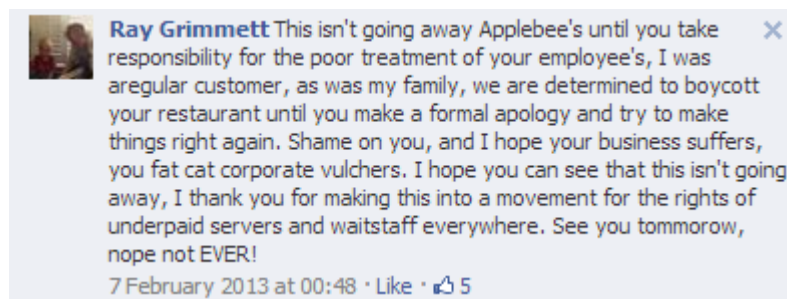 Ray Grimmett This isn't going away Applebee's until you take
responsibility for the poor treatment of your employee's, I was
aregular customer, as was my family, we are determined to boycott
your restaurant until you make a formal apology and try to make
things right again. Shame on you, and I hope your business suffers,
you fat cat corporate vulchers. I hope you can see that this isn't going
away, I thank you for making this into a movement for the rights of
underpaid servers and waitstaff everywhere. See you tommorow,
nope not EVER!
7 February 2013 at 00:48 · Like · 5